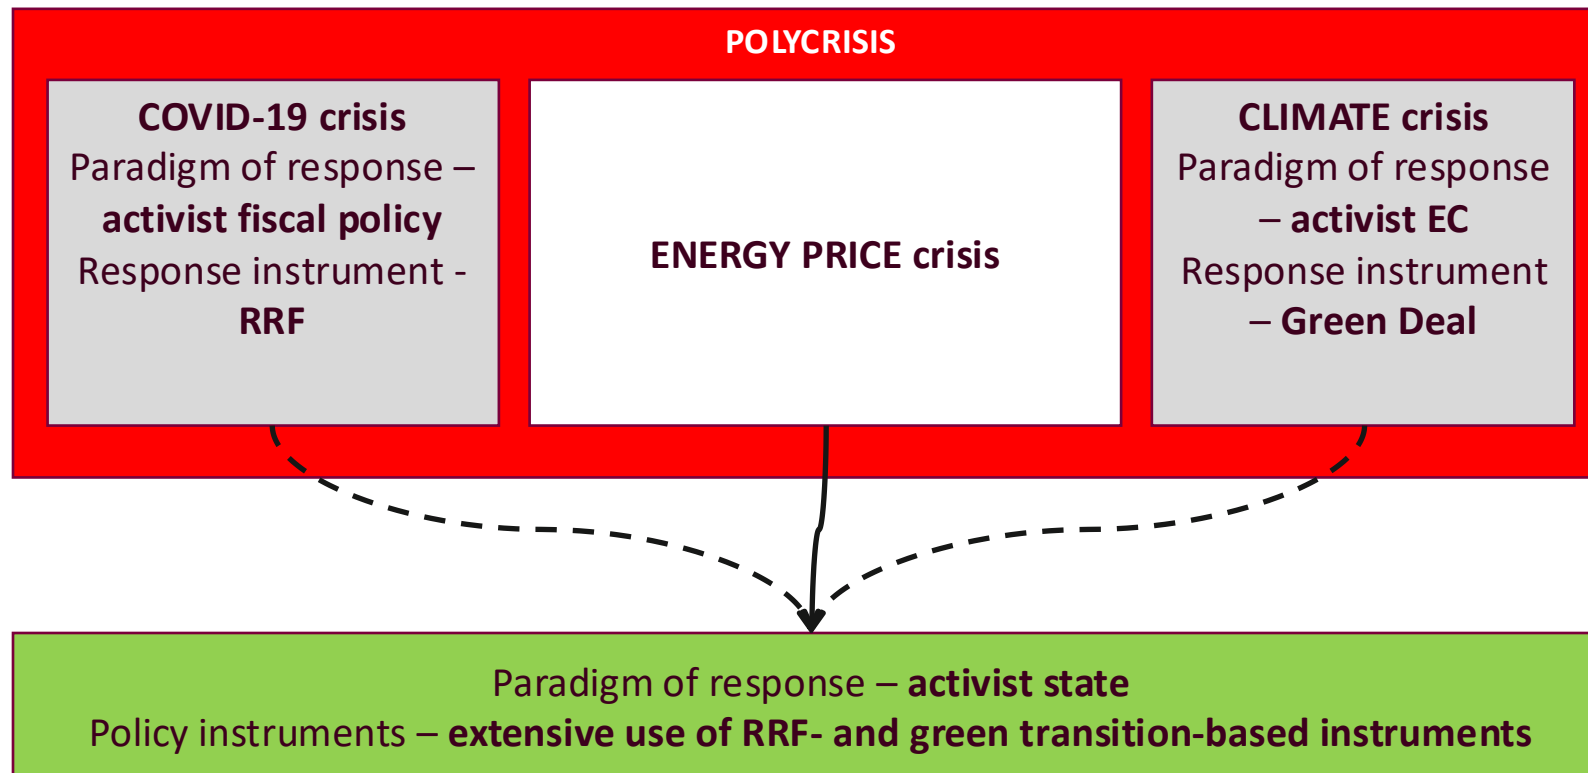 POLYCRISIS
COVID-19 crisis
Paradigm of response –
activist fiscal policy
Response instrument -
RRF
ENERGY PRICE crisis
CLIMATE crisis
Paradigm of response
– activist EC
Response instrument
– Green Deal
Paradigm of response – activist state
Policy instruments – extensive use of RRF- and green transition-based instruments